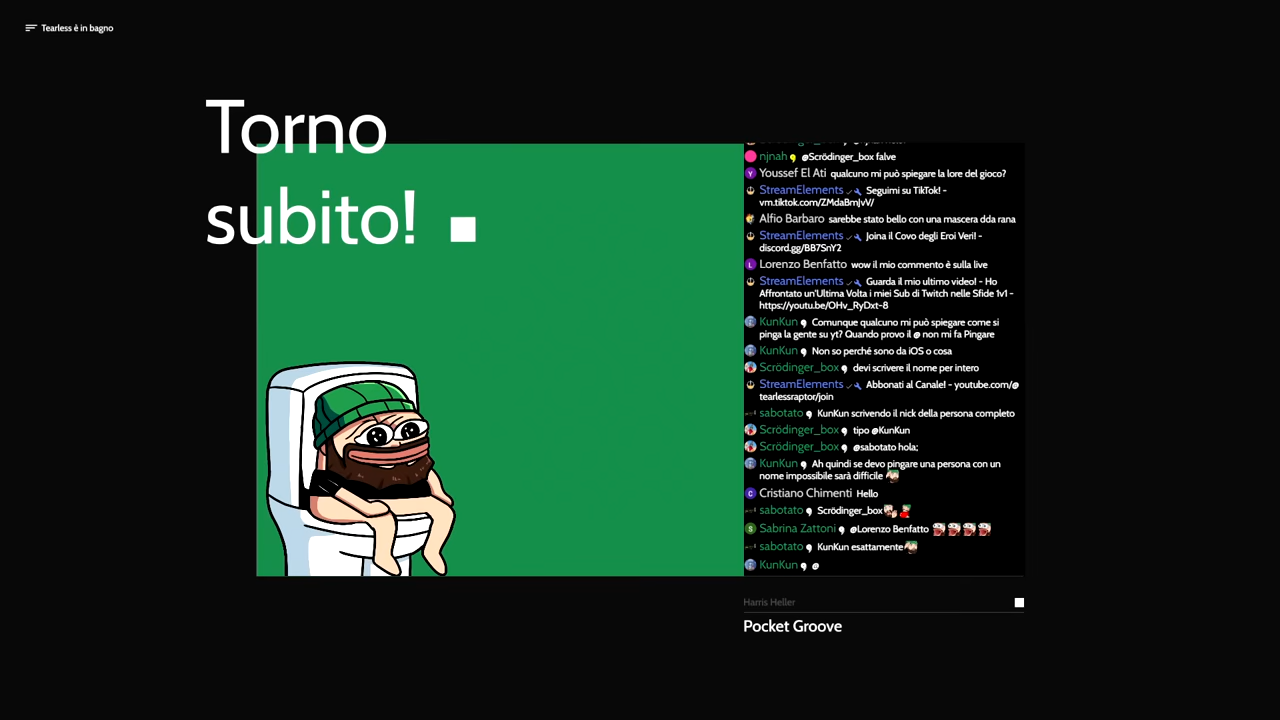 Tearless è in bagno
Torno
subito!
njnah @Scrödinger_box falve
Youssef El Ati qualcuno mi può spiegare la lore del gioco?
StreamElements Seguimi su TikTok! -
vm.tiktok.com/ZMdaBmJvV/
Alfio Barbaro sarebbe stato bello con una mascera dda rana
StreamElements Joina il Covo degli Eroi Veri! -
discord.gg/BB7SnY2
L Lorenzo Benfatto wow il mio commento è sulla live
StreamElements Guarda il mio ultimo video! - Ho
Affrontato un'Ultima Volta i miei Sub di Twitch nelle Sfide 1v1 -
https://youtu.be/OHv_RyDxt-8
KunKun Comunque qualcuno mi può spiegare come si
pinga la gente su yt? Quando provo il @ non mi fa Pingare
KunKun Non so perché sono da iOS o cosa
Scrödinger_box devi scrivere il nome per intero
StreamElements Abbonati al Canale! - youtube.com/@
tearlessraptor/join
sabotato KunKun scrivendo il nick della persona completo
Scrödinger_box tipo @KunKun
Scrödinger_box @sabotato hola;
KunKun Ah quindi se devo pingare una persona con un
nome impossibile sarà difficile
C Cristiano Chimenti Hello
sabotato Scrödinger_box
S Sabrina Zattoni @Lorenzo Benfatto
sabotato KunKun esattamente
KunKun @
Harris Heller
Pocket Groove